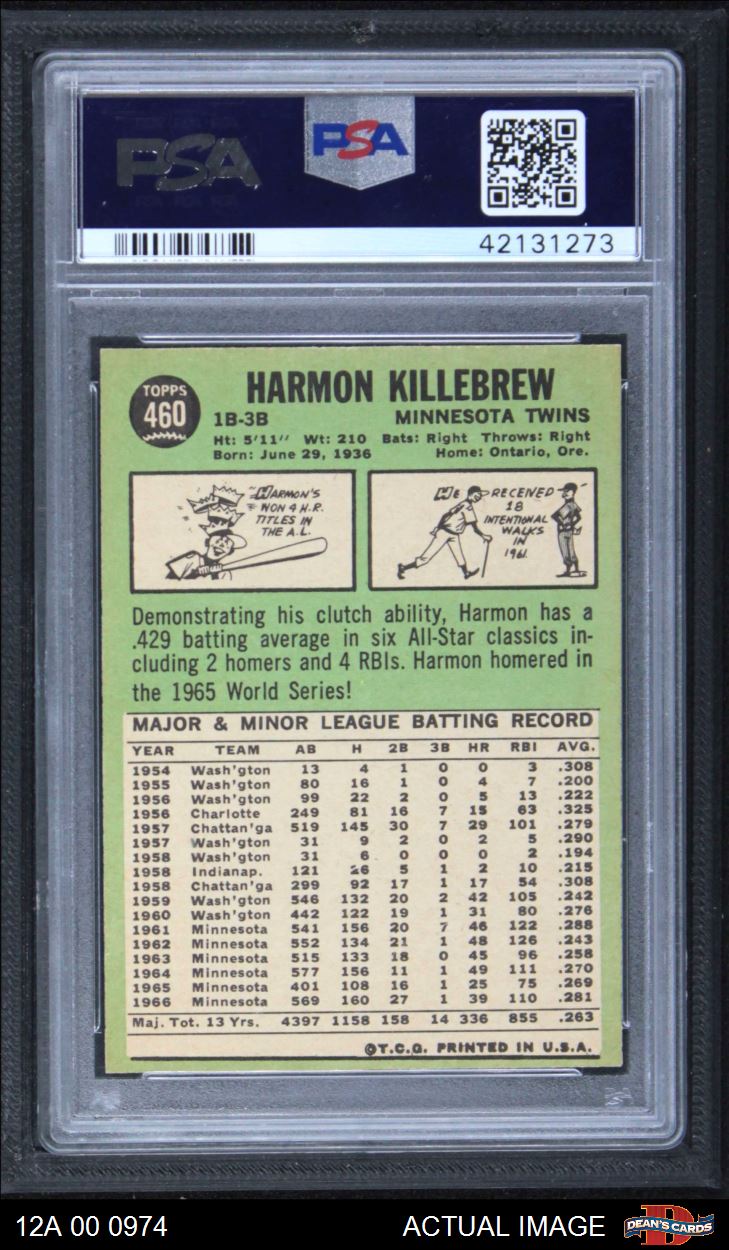 PSA
PSA
42131273
TOPPS
460
HARMON KILLEBREW
1B-3B MINNESOTA TWINS
Ht: 5'11" Wt: 210 Bats: Right Throws: Right
Born: June 29, 1936 Home: Ontario, Ore.
HARMON'S
WON 4 H.R.
TITLES IN
THE A.L.
HE RECEIVED
18
INTENTIONAL
WALKS
IN
1961.
Demonstrating his clutch ability, Harmon has a
.429 batting average in six All-Star classics in-
cluding 2 homers and 4 RBIs. Harmon homered in
the 1965 World Series!
MAJOR & MINOR LEAGUE BATTING RECORD
YEAR TEAM AB H 2B 3B HR RBI AVG.
1954 Wash'gton 13 4 1 0 0 3 .308
1955 Wash'gton 80 16 1 0 4 7 .200
1956 Wash'gton 99 22 2 0 5 13 .222
1956 Charlotte 249 81 16 7 15 63 .325
1957 Chattan'ga 519 145 30 7 29 101 .279
1957 Wash'gton 31 9 2 0 2 5 .290
1958 Wash'gton 31 6 0 0 0 2 .194
1958 Indianap. 121 26 5 1 2 10 .215
1958 Chattan'ga 299 92 17 1 17 54 .308
1959 Wash'gton 546 132 20 2 42 105 .242
1960 Wash'gton 442 122 19 1 31 80 .276
1961 Minnesota 541 156 20 7 46 122 .288
1962 Minnesota 552 134 21 1 48 126 .243
1963 Minnesota 515 133 18 0 45 96 .258
1964 Minnesota 577 156 11 1 49 111 .270
1965 Minnesota 401 108 16 1 25 75 .269
1966 Minnesota 569 160 27 1 39 110 .281
Maj. Tot. 13 Yrs. 4397 1158 158 14 336 855 .263
©T.C.G. PRINTED IN U.S.A.
12A 00 0974 ACTUAL IMAGE DEAN'S CARDS